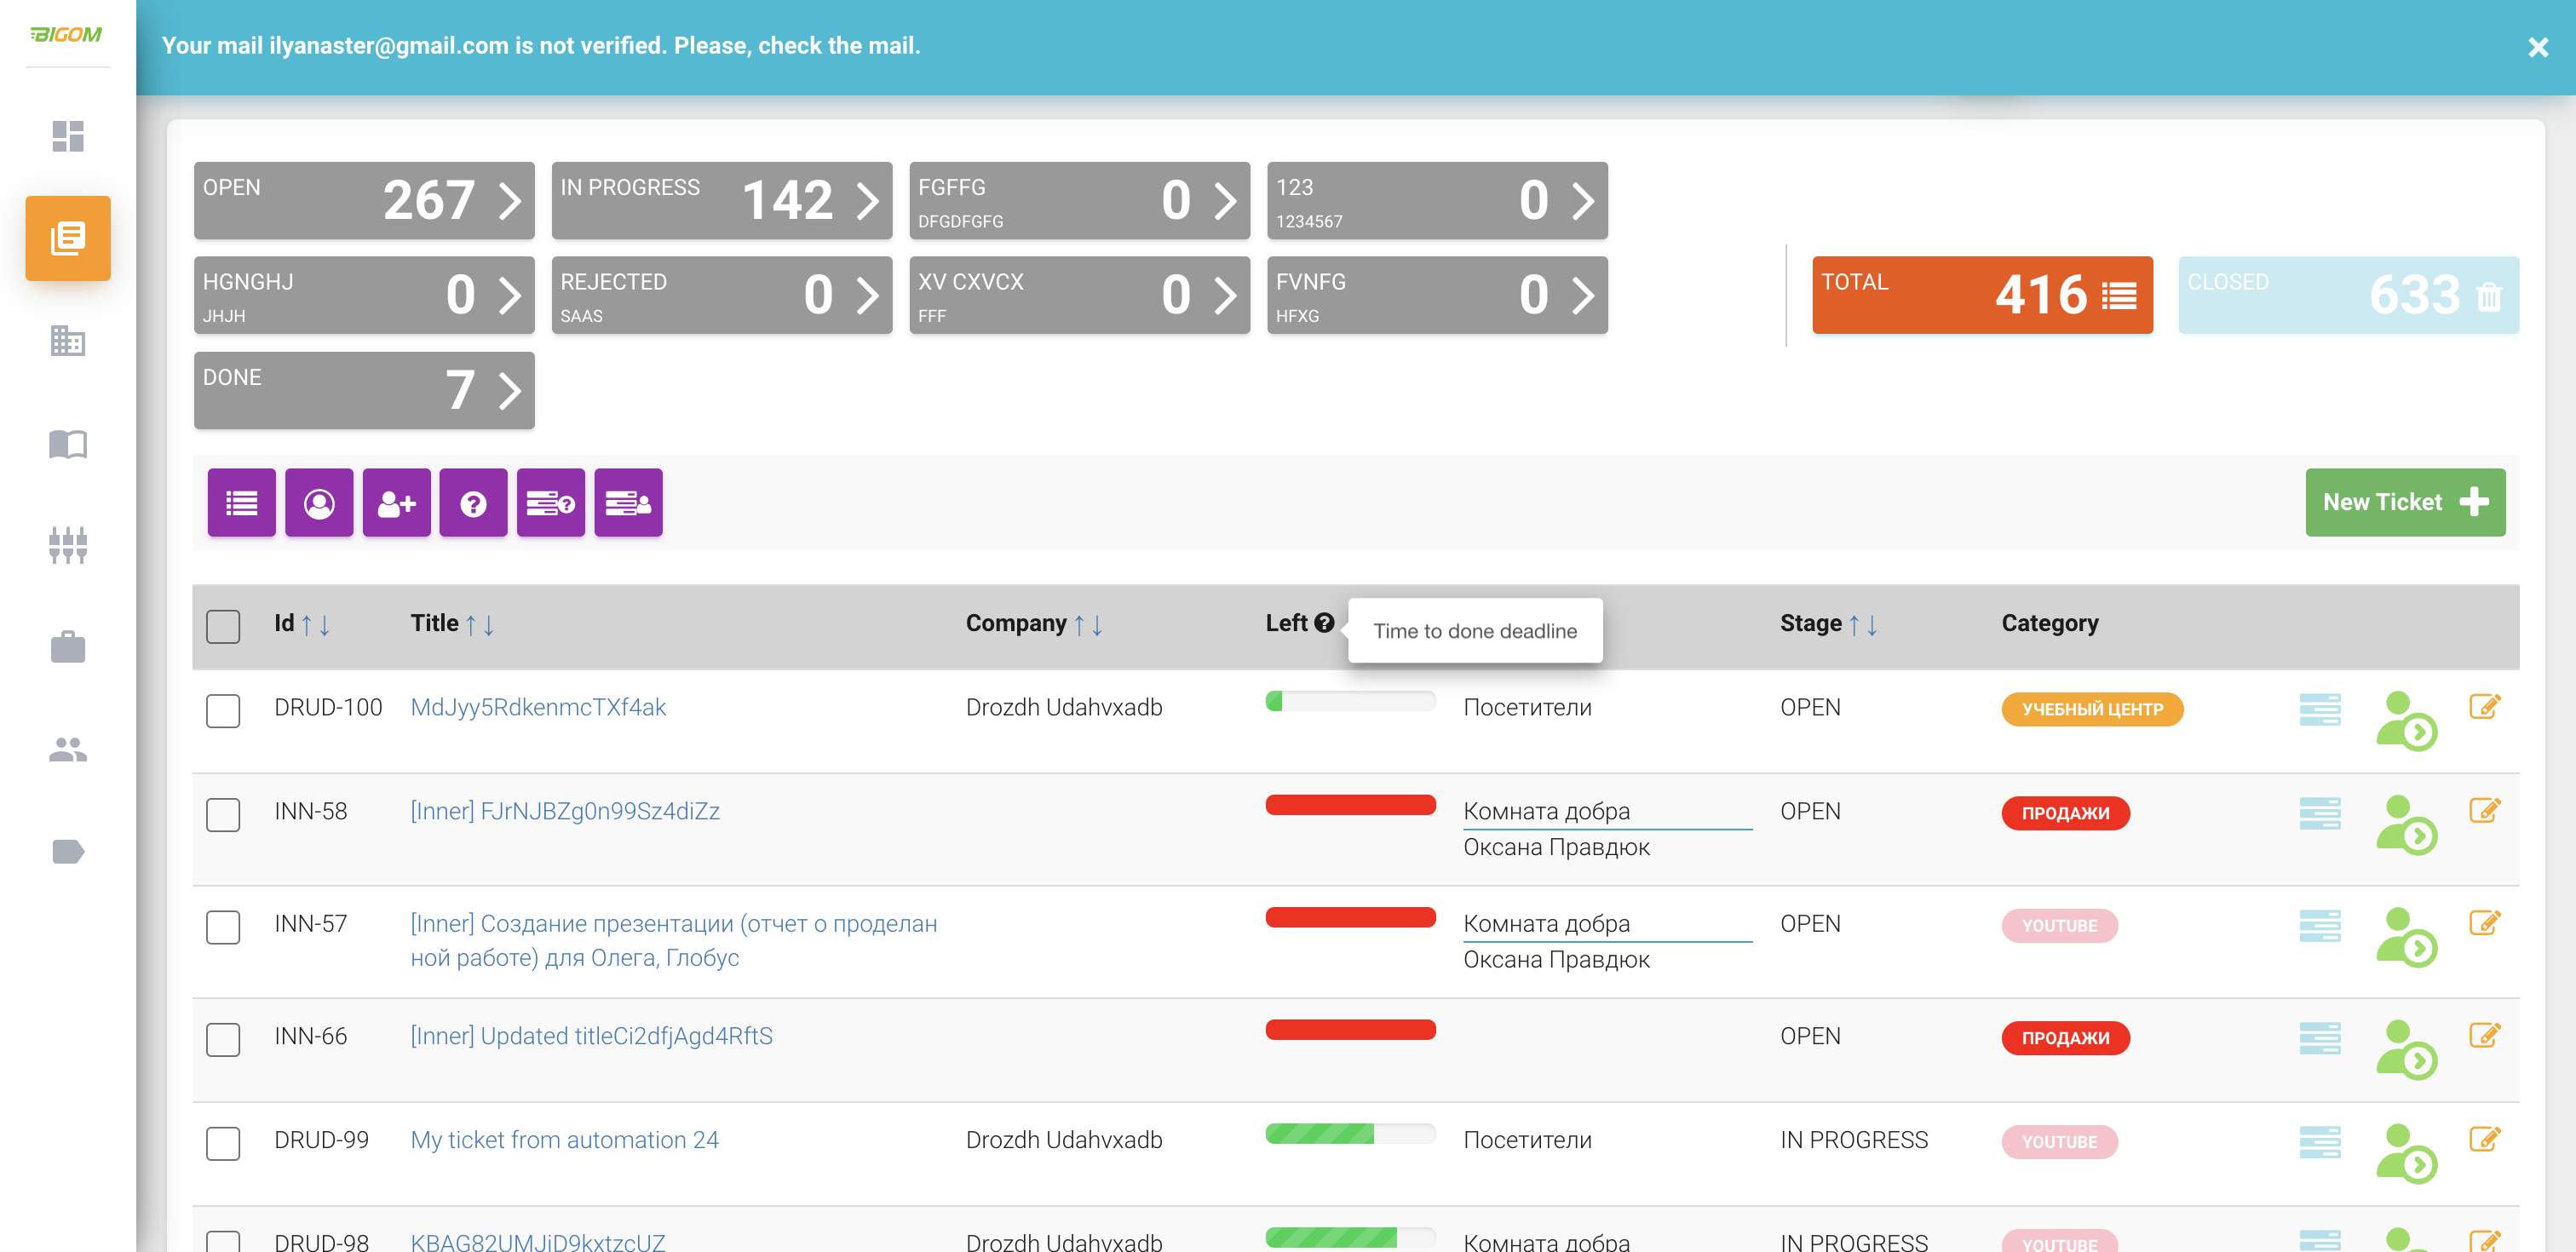 BIGOM
Your mail ilyanaster@gmail.com is not verified. Please, check the mail.
OPEN 267
IN PROGRESS 142
FGFFG 0
DFGDFGFG
123 0
1234567
HGNGHJ 0
JHJH
REJECTED 0
SAAS
XV CXVCX 0
FFF
FVNFG 0
HFXG
TOTAL 416
CLOSED 633
DONE 7
New Ticket
Id Title Company Left Time to done deadline Stage Category
DRUD-100 MdJyy5RdkenmcTXf4ak Drozdh Udahvxadb Посетители OPEN УЧЕБНЫЙ ЦЕНТР
INN-58 [Inner] FJrNJBZg0n99Sz4diZz Комната добра OPEN ПРОДАЖИ
Оксана Правдюк
INN-57 [Inner] Создание презентации (отчет о проделан Комната добра OPEN YOUTUBE
ной работе) для Олега, Глобус Оксана Правдюк
INN-66 [Inner] Updated titleCi2dfjAgd4RftS OPEN ПРОДАЖИ
DRUD-99 My ticket from automation 24 Drozdh Udahvxadb Посетители IN PROGRESS YOUTUBE
DRUD-98 KBAG82UMJiD9kxtzcUZ Drozdh Udahvxadb Комната добра IN PROGRESS YOUTUBE